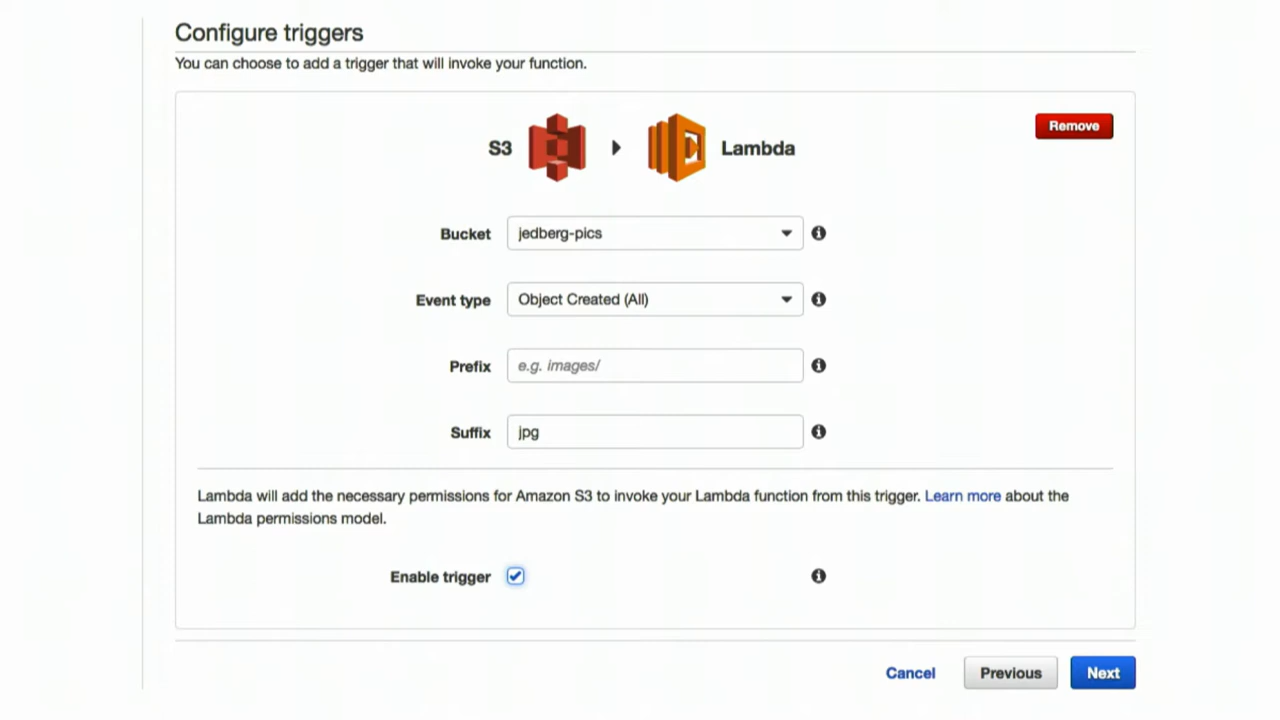 Configure triggers
You can choose to add a trigger that will invoke your function.
S3
Lambda
Remove
Bucket
jedberg-pics
Event type
Object Created (All)
Prefix
e.g. images/
Suffix
jpg
Lambda will add the necessary permissions for Amazon S3 to invoke your Lambda function from this trigger. Learn more about the
Lambda permissions model.
Enable trigger
Cancel
Previous
Next